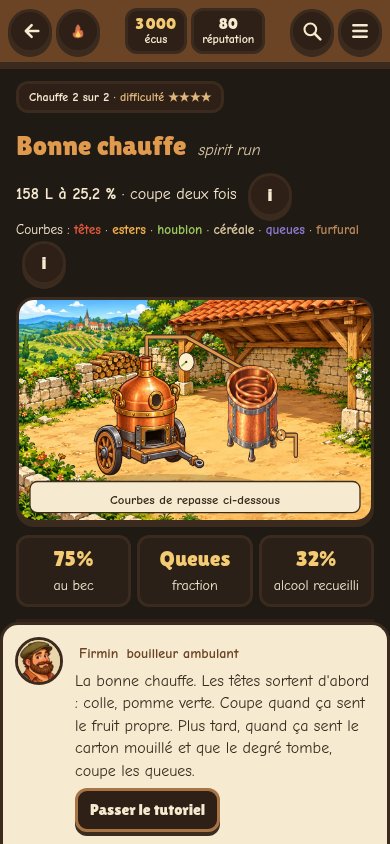 3 000
écus
80
réputation
Chauffe 2 sur 2 · difficulté ★★★★
Bonne chauffe spirit run
158 L à 25,2 % · coupe deux fois i
Courbes : têtes · esters · houblon · céréale · queues · furfural
i
Courbes de repasse ci-dessous
75%
au bec
Queues
fraction
32%
alcool recueilli
Firmin bouilleur ambulant
La bonne chauffe. Les têtes sortent d'abord
: colle, pomme verte. Coupe quand ça sent
le fruit propre. Plus tard, quand ça sent le
carton mouillé et que le degré tombe,
coupe les queues.
Passer le tutoriel